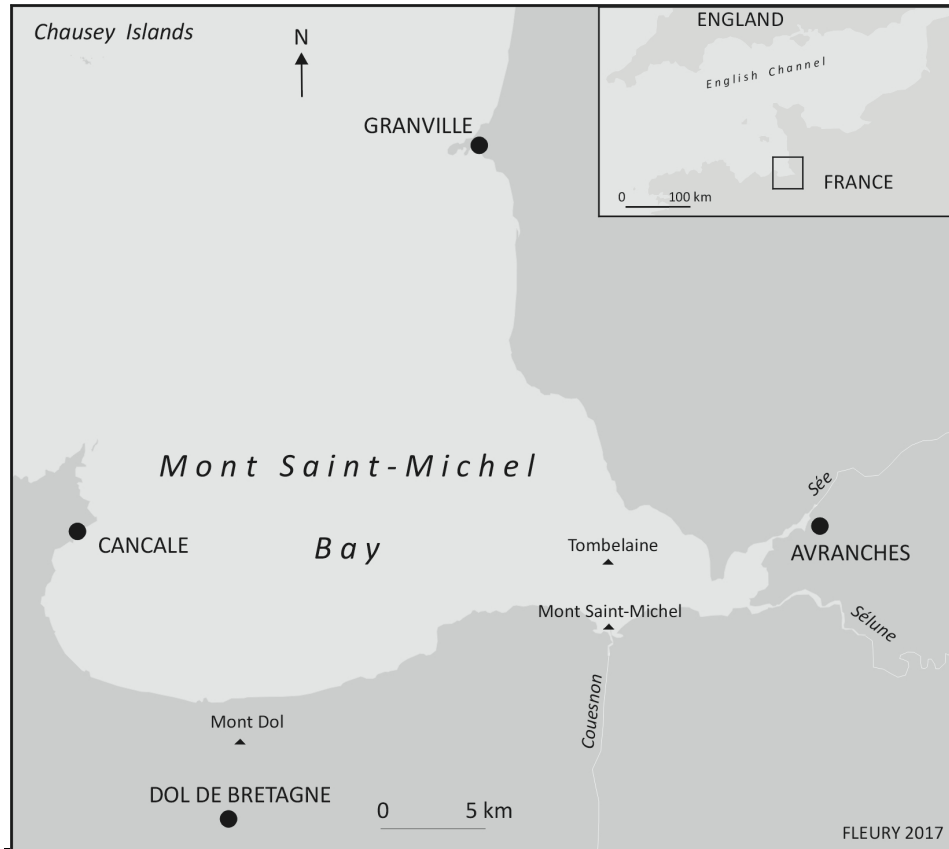 Chausey Islands
N
ENGLAND
English Channel
GRANVILLE
FRANCE
0 100 km
Mont Saint-Michel
Bay
Sée
CANCALE
Tombelaine
AVRANCHES
Mont Saint-Michel
Sélune
Couesnon
Mont Dol
DOL DE BRETAGNE
0 5 km
FLEURY 2017